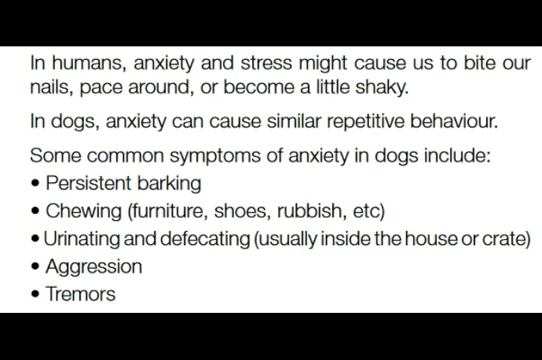 In humans, anxiety and stress might cause us to bite our
nails, pace around, or become a little shaky.
In dogs, anxiety can cause similar repetitive behaviour.
Some common symptoms of anxiety in dogs include:
• Persistent barking
• Chewing (furniture, shoes, rubbish, etc)
• Urinating and defecating (usually inside the house or crate)
• Aggression
• Tremors